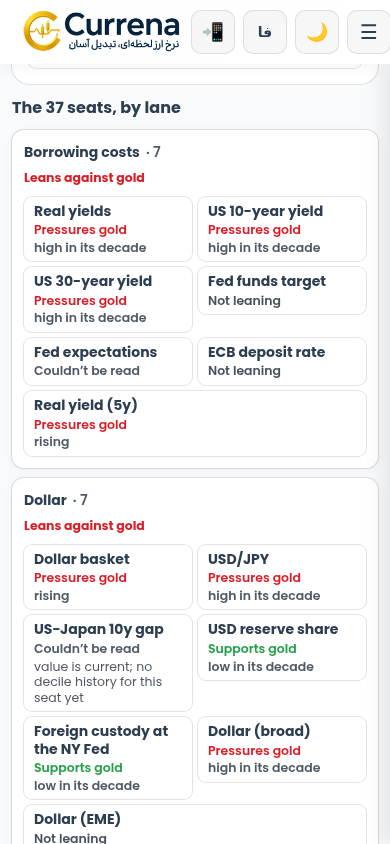 Currena
نرخ ارز لحظه‌ای، تبدیل آسان
فا
The 37 seats, by lane
Borrowing costs · 7
Leans against gold
Real yields
Pressures gold
high in its decade
US 10-year yield
Pressures gold
high in its decade
US 30-year yield
Pressures gold
high in its decade
Fed funds target
Not leaning
Fed expectations
Couldn’t be read
ECB deposit rate
Not leaning
Real yield (5y)
Pressures gold
rising
Dollar · 7
Leans against gold
Dollar basket
Pressures gold
rising
USD/JPY
Pressures gold
high in its decade
US-Japan 10y gap
Couldn’t be read
value is current; no
decile history for this
seat yet
USD reserve share
Supports gold
low in its decade
Foreign custody at
the NY Fed
Supports gold
low in its decade
Dollar (broad)
Pressures gold
high in its decade
Dollar (EME)
Not leaning